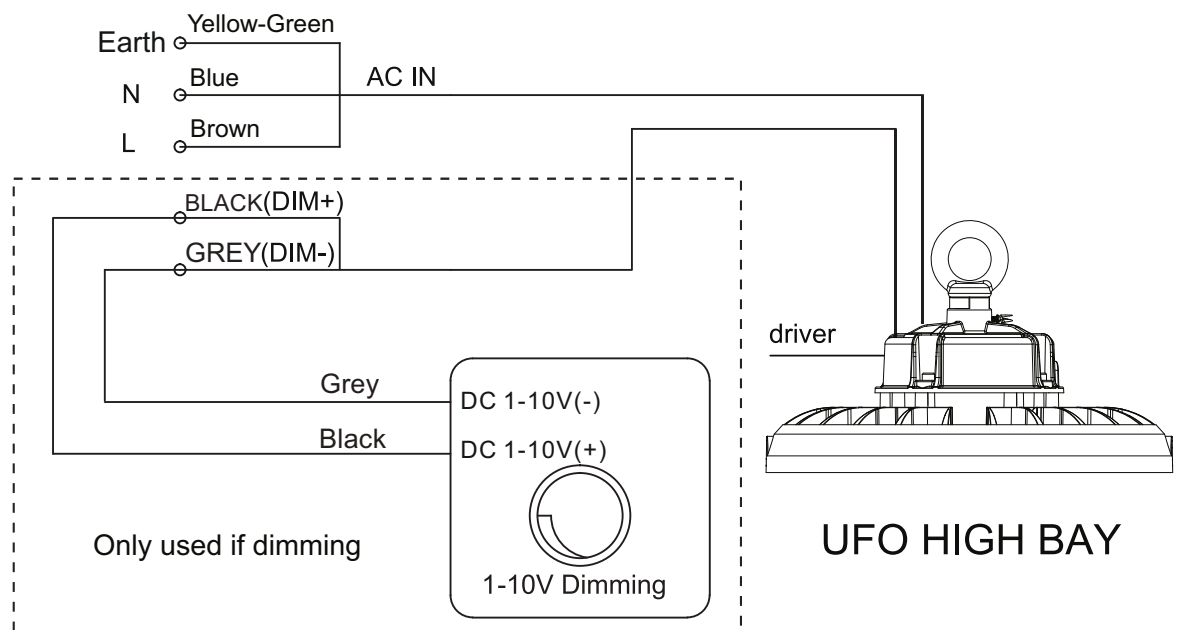 Earth Yellow-Green
N Blue AC IN
L Brown
BLACK(DIM+)
GREY(DIM-)
driver
Grey DC 1-10V(-)
Black DC 1-10V(+)
Only used if dimming
1-10V Dimming
UFO HIGH BAY